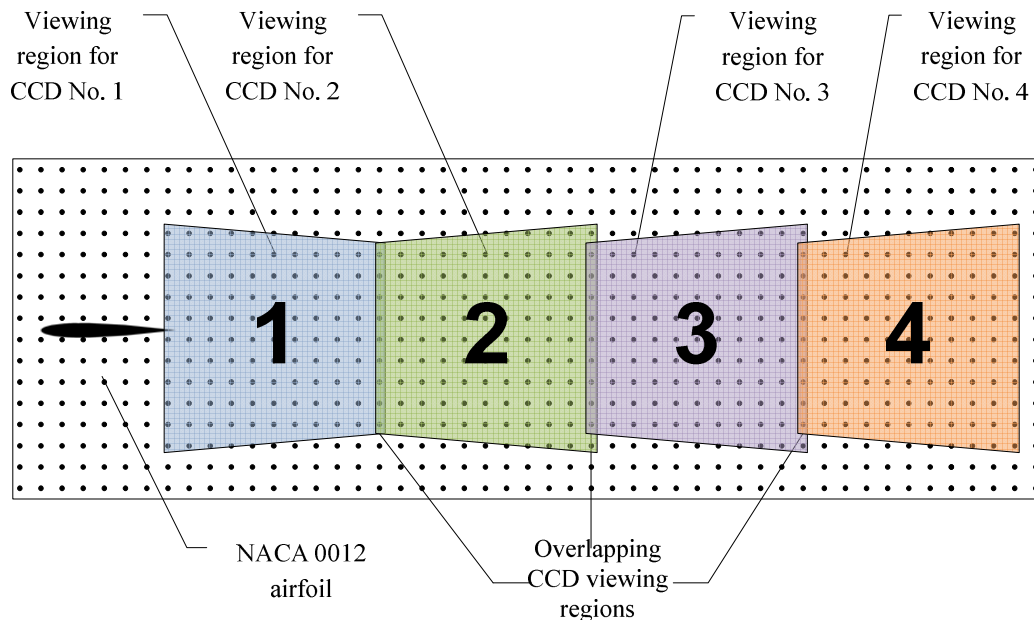 Viewing
region for
CCD No. 1
Viewing
region for
CCD No. 2
Viewing
region for
CCD No. 3
Viewing
region for
CCD No. 4
1
2
3
4
NACA 0012
airfoil
Overlapping
CCD viewing
regions